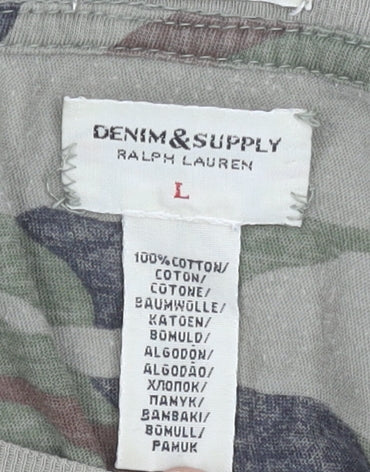 DENIM&SUPPLY
RALPH LAUREN
L
100%COTTON/
COTON/
COTONE/
BAUMWOLLE/
KATOEN/
BOMULD/
ALGODÓN/
ALGODÃO/
ХЛОПОК/
ПАМУК/
BAMBAKI/
BOMULL/
PAMUK